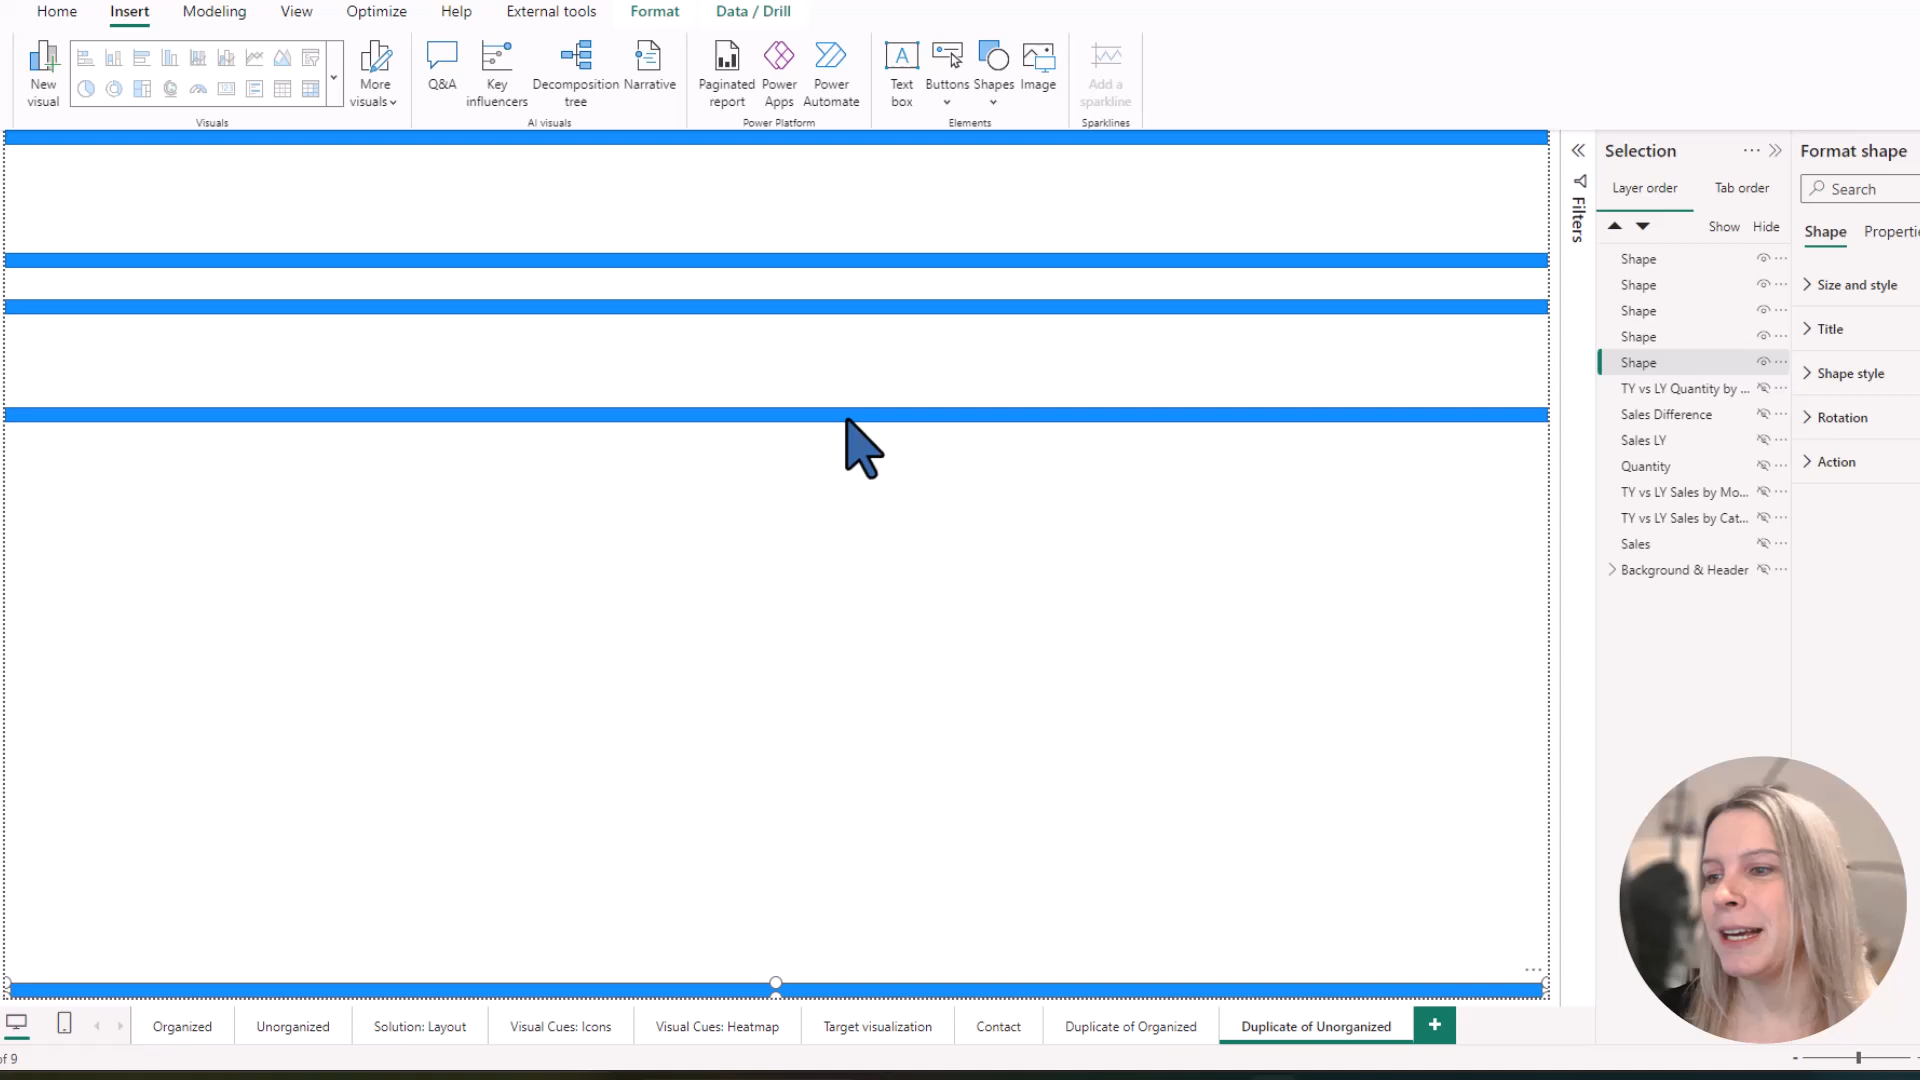 Home Insert Modeling View Optimize Help External tools Format Data / Drill
New visual
More visuals
Visuals
Q&A
Key influencers
Decomposition tree
Narrative
AI visuals
Paginated report
Power Apps
Power Automate
Power Platform
Text box
Buttons
Shapes
Image
Elements
Add a sparkline
Sparklines
Filters
Selection
Layer order Tab order
Show Hide
Shape
Shape
Shape
Shape
Shape
TY vs LY Quantity by ...
Sales Difference
Sales LY
Quantity
TY vs LY Sales by Mo...
TY vs LY Sales by Cat...
Sales
Background & Header
Format shape
Search
Shape Properti
Size and style
Title
Shape style
Rotation
Action
Organized Unorganized Solution: Layout Visual Cues: Icons Visual Cues: Heatmap Target visualization Contact Duplicate of Organized Duplicate of Unorganized
of 9